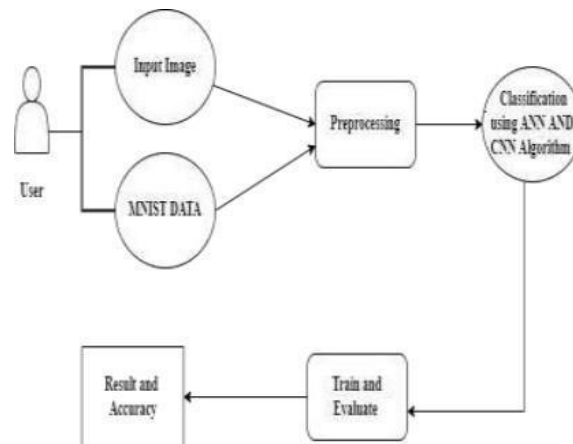 Input Image
User
MNIST DATA
Preprocessing
Classification
using ANN AND
CNN Algorithm
Train and
Evaluate
Result and
Accuracy